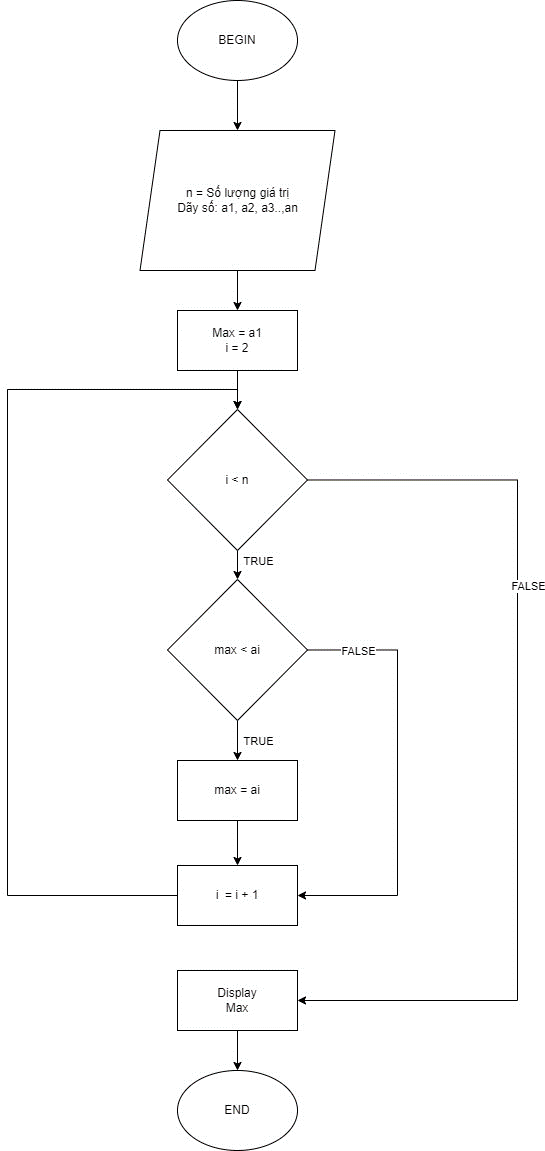 BEGIN
n = Số lượng giá trị
Dãy số: a1, a2, a3..,an
Max = a1
i = 2
i < n
TRUE
FALSE
max < ai
FALSE
TRUE
max = ai
i = i + 1
Display
Max
END